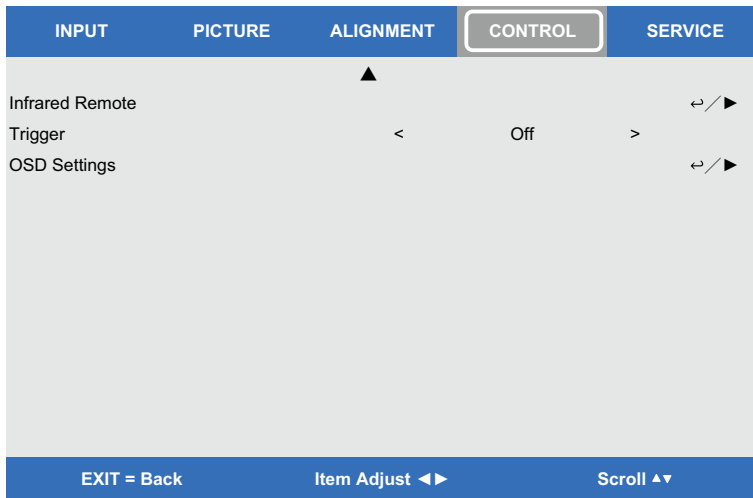 INPUT PICTURE ALIGNMENT CONTROL SERVICE
▲
Infrared Remote ↩/▶
Trigger < Off >
OSD Settings ↩/▶
EXIT = Back Item Adjust ◀▶ Scroll ▲▼